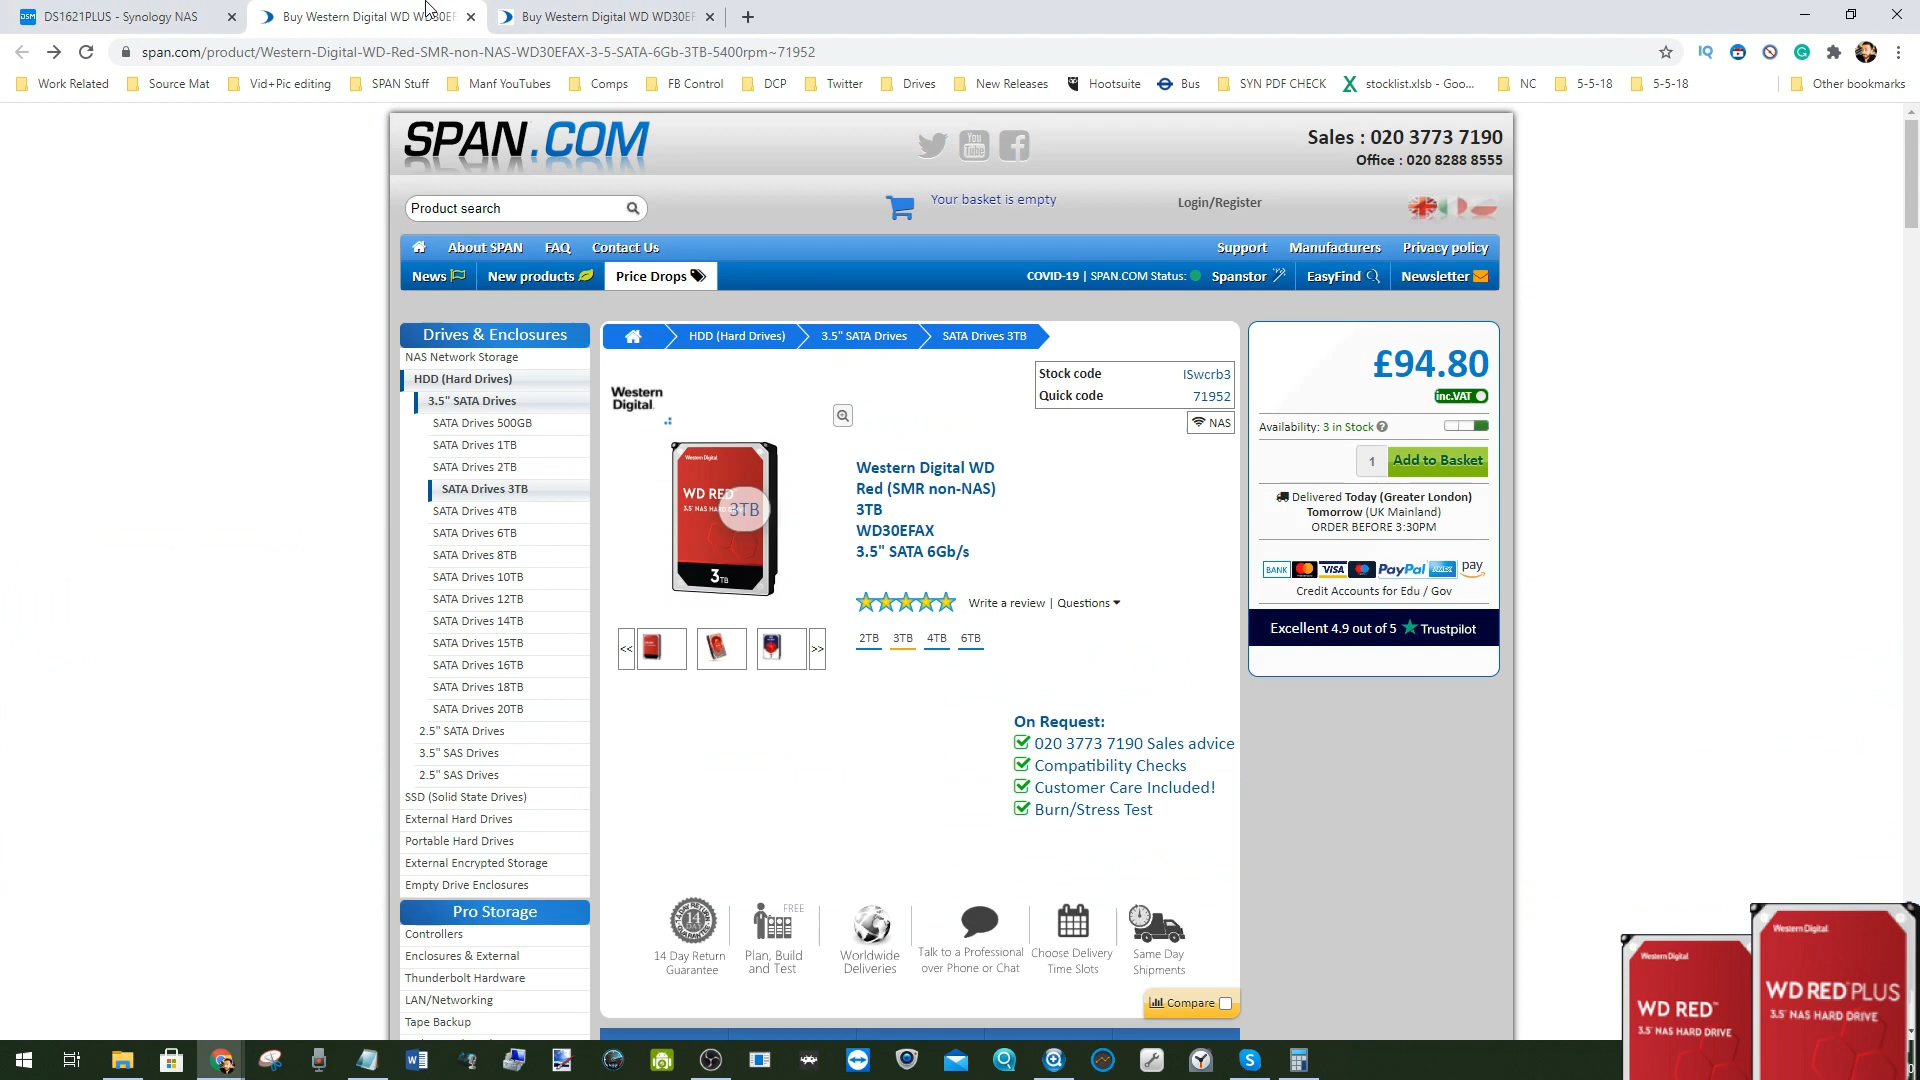 DS1621PLUS - Synology NAS
Buy Western Digital WD WD30EF
Buy Western Digital WD WD30EF
span.com/product/Western-Digital-WD-Red-SMR-non-NAS-WD30EFAX-3-5-SATA-6Gb-3TB-5400rpm~71952
Work Related
Source Mat
Vid+Pic editing
SPAN Stuff
Manf YouTubes
Comps
FB Control
DCP
Twitter
Drives
New Releases
Hootsuite
Bus
SYN PDF CHECK
stocklist.xlsb - Goo...
NC
5-5-18
5-5-18
Other bookmarks
SPAN.COM
You Tube
Sales : 020 3773 7190
Office : 020 8288 8555
Product search
Your basket is empty
Login/Register
About SPAN
FAQ
Contact Us
Support
Manufacturers
Privacy policy
News
New products
Price Drops
COVID-19 | SPAN.COM Status:
Spanstor
EasyFind
Newsletter
Drives & Enclosures
NAS Network Storage
HDD (Hard Drives)
3.5" SATA Drives
SATA Drives 500GB
SATA Drives 1TB
SATA Drives 2TB
SATA Drives 3TB
SATA Drives 4TB
SATA Drives 6TB
SATA Drives 8TB
SATA Drives 10TB
SATA Drives 12TB
SATA Drives 14TB
SATA Drives 15TB
SATA Drives 16TB
SATA Drives 18TB
SATA Drives 20TB
2.5" SATA Drives
3.5" SAS Drives
2.5" SAS Drives
SSD (Solid State Drives)
External Hard Drives
Portable Hard Drives
External Encrypted Storage
Empty Drive Enclosures
Pro Storage
Controllers
Enclosures & External
Thunderbolt Hardware
LAN/Networking
Tape Backup
HDD (Hard Drives)
3.5" SATA Drives
SATA Drives 3TB
Stock code ISwcrb3
Quick code 71952
NAS
Western Digital.
Western Digital
WD RED
3TB
3 TB
<<
>>
Western Digital WD
Red (SMR non-NAS)
3TB
WD30EFAX
3.5" SATA 6Gb/s
Write a review | Questions
2TB
3TB
4TB
6TB
On Request:
020 3773 7190 Sales advice
Compatibility Checks
Customer Care Included!
Burn/Stress Test
14 Day Return Guarantee
FREE
Plan, Build and Test
Worldwide Deliveries
Talk to a Professional over Phone or Chat
Choose Delivery Time Slots
Same Day Shipments
Compare
£94.80
inc.VAT
Availability: 3 in Stock
1
Add to Basket
Delivered Today (Greater London)
Tomorrow (UK Mainland)
ORDER BEFORE 3:30PM
BANK
VISA
PayPal
pay
Credit Accounts for Edu / Gov
Excellent 4.9 out of 5 Trustpilot
Western Digital
WD RED™
3.5" NAS HARD DRIVE
Western Digital
WD RED PLUS
3.5" NAS HARD DRIVE